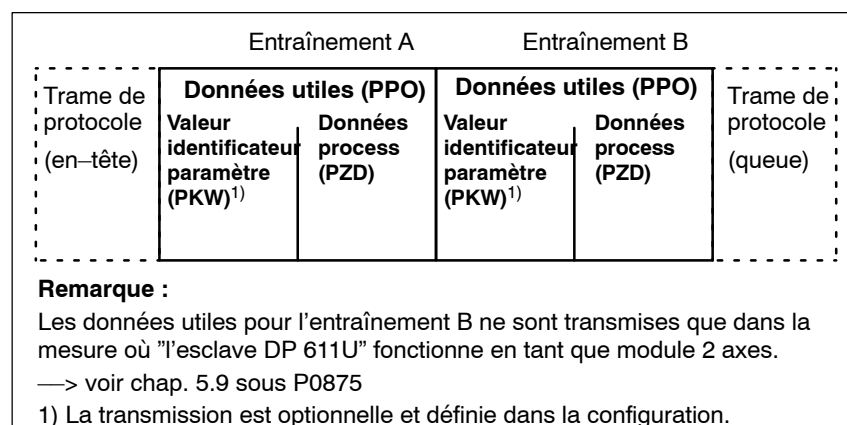 Entraînement A Entraînement B
Trame de protocole (en–tête)
Données utiles (PPO)
Valeur identificateur paramètre (PKW)1)
Données process (PZD)
Données utiles (PPO)
Valeur identificateur paramètre (PKW)1)
Données process (PZD)
Trame de protocole (queue)
Remarque :
Les données utiles pour l'entraînement B ne sont transmises que dans la
mesure où ”l'esclave DP 611U” fonctionne en tant que module 2 axes.
––> voir chap. 5.9 sous P0875
1) La transmission est optionnelle et définie dans la configuration.